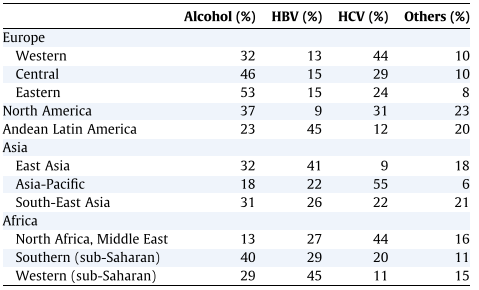 Alcohol (%) HBV (%) HCV (%) Others (%)
Europe
Western 32 13 44 10
Central 46 15 29 10
Eastern 53 15 24 8
North America 37 9 31 23
Andean Latin America 23 45 12 20
Asia
East Asia 32 41 9 18
Asia-Pacific 18 22 55 6
South-East Asia 31 26 22 21
Africa
North Africa, Middle East 13 27 44 16
Southern (sub-Saharan) 40 29 20 11
Western (sub-Saharan) 29 45 11 15